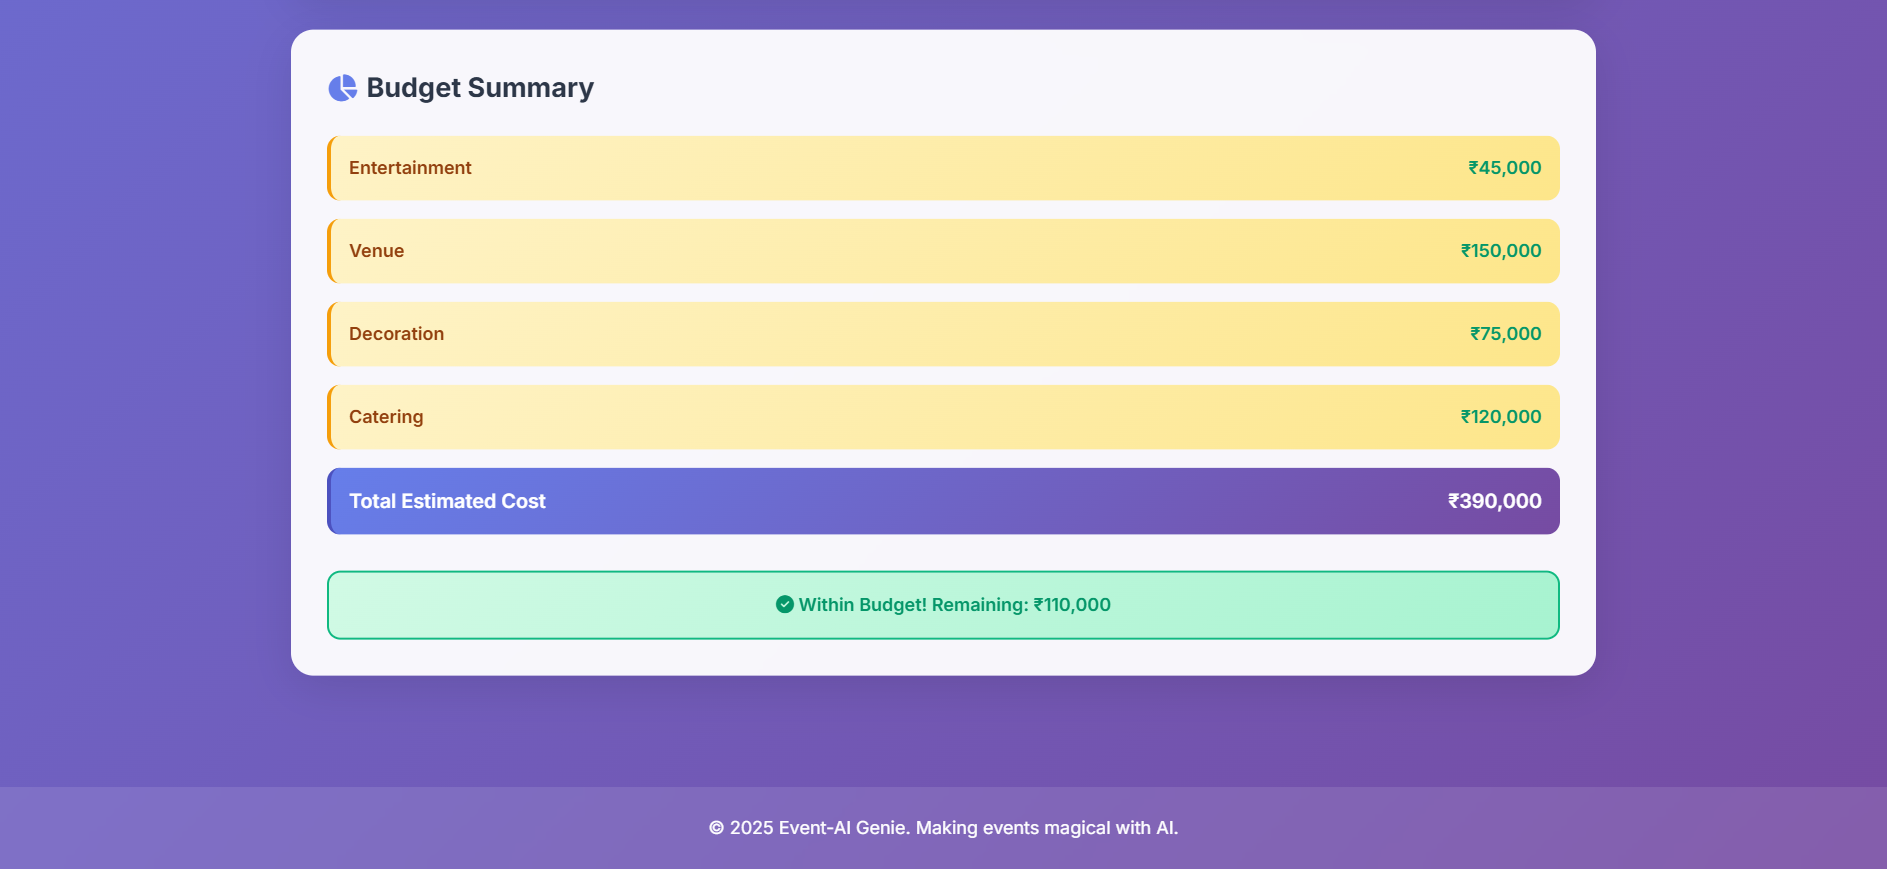 Budget Summary
Entertainment ₹45,000
Venue ₹150,000
Decoration ₹75,000
Catering ₹120,000
Total Estimated Cost ₹390,000
Within Budget! Remaining: ₹110,000
© 2025 Event-AI Genie. Making events magical with AI.